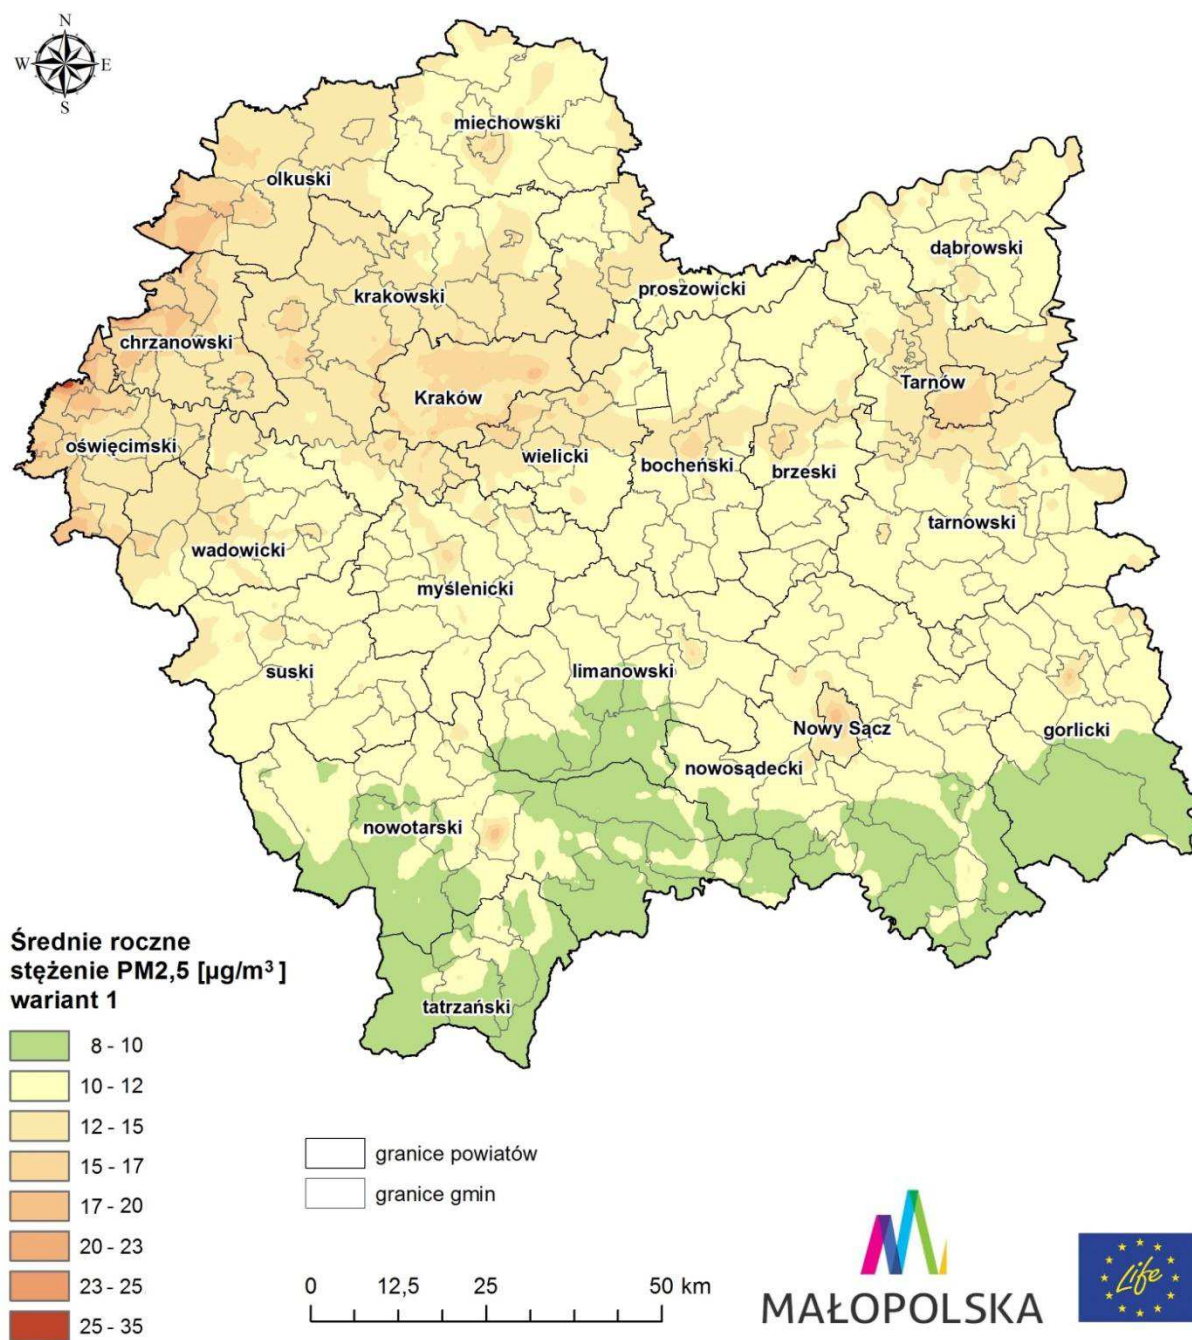 N
W E
S
miechowski
olkuski
dąbrowski
proszowicki
krakowski
chrzanowski
Tarnów
Kraków
oświęcimski
wielicki
bocheński
brzeski
tarnowski
wadowicki
myślenicki
suski
limanowski
Nowy Sącz
gorlicki
nowosądecki
nowotarski
tatrzański
Średnie roczne
stężenie PM2,5 [µg/m³ ]
wariant 1
8 - 10
10 - 12
12 - 15
15 - 17
17 - 20
20 - 23
23 - 25
25 - 35
granice powiatów
granice gmin
0 12,5 25 50 km
MAŁOPOLSKA
Life